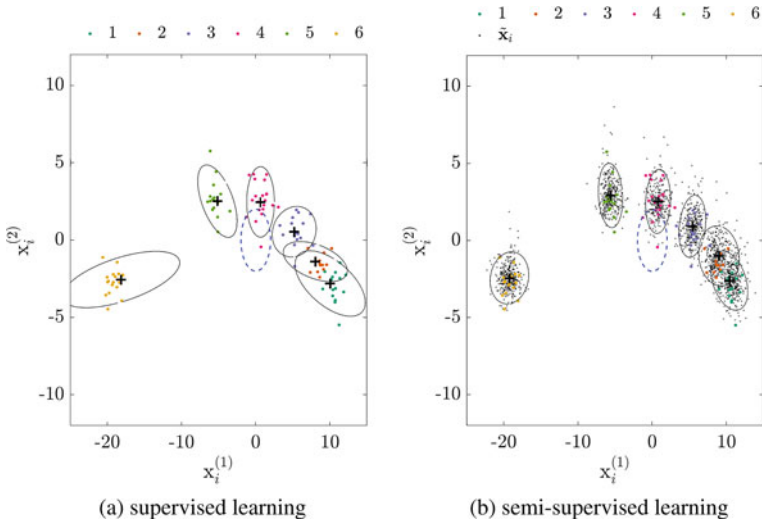 1 2 3 4 5 6
10
5
0
-5
-10
x_i^(2)
-20 -10 0 10
x_i^(1)
(a) supervised learning
1 2 3 4 5 6
x̃_i
10
5
0
-5
-10
x_i^(2)
-20 -10 0 10
x_i^(1)
(b) semi-supervised learning